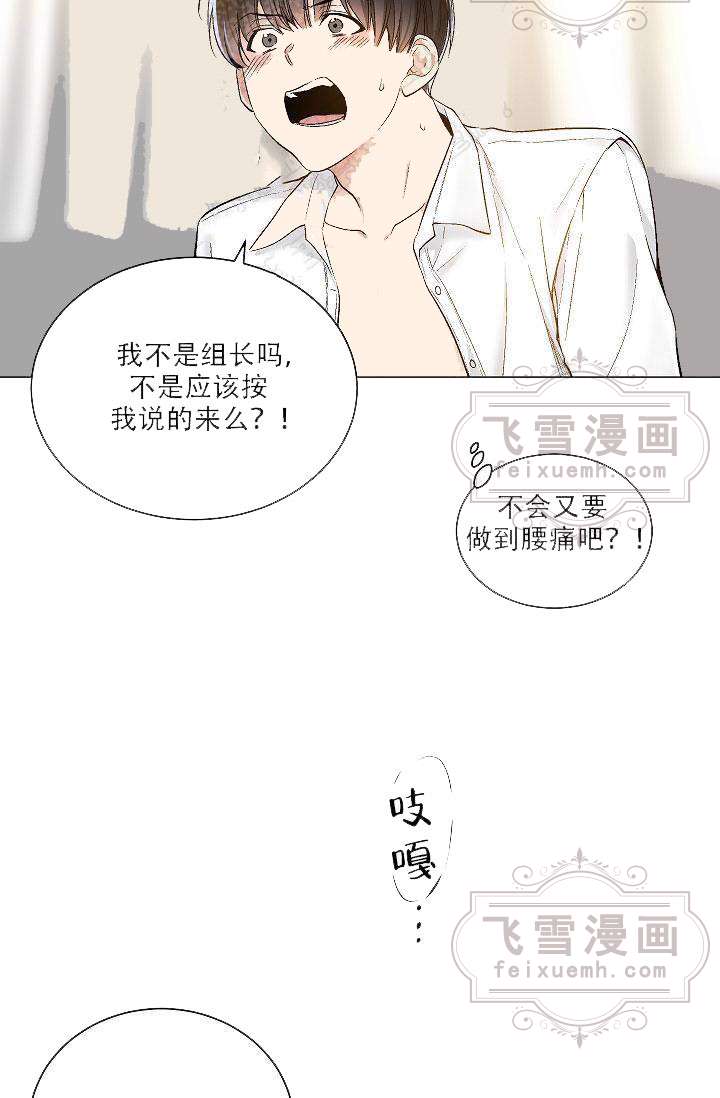 我不是组长吗,
不是应该按
我说的来么?!
飞雪漫画
feixuemh.com
不会又要
做到腰痛吧?!
吱
嘎
⋮
飞雪漫画
feixuemh.com